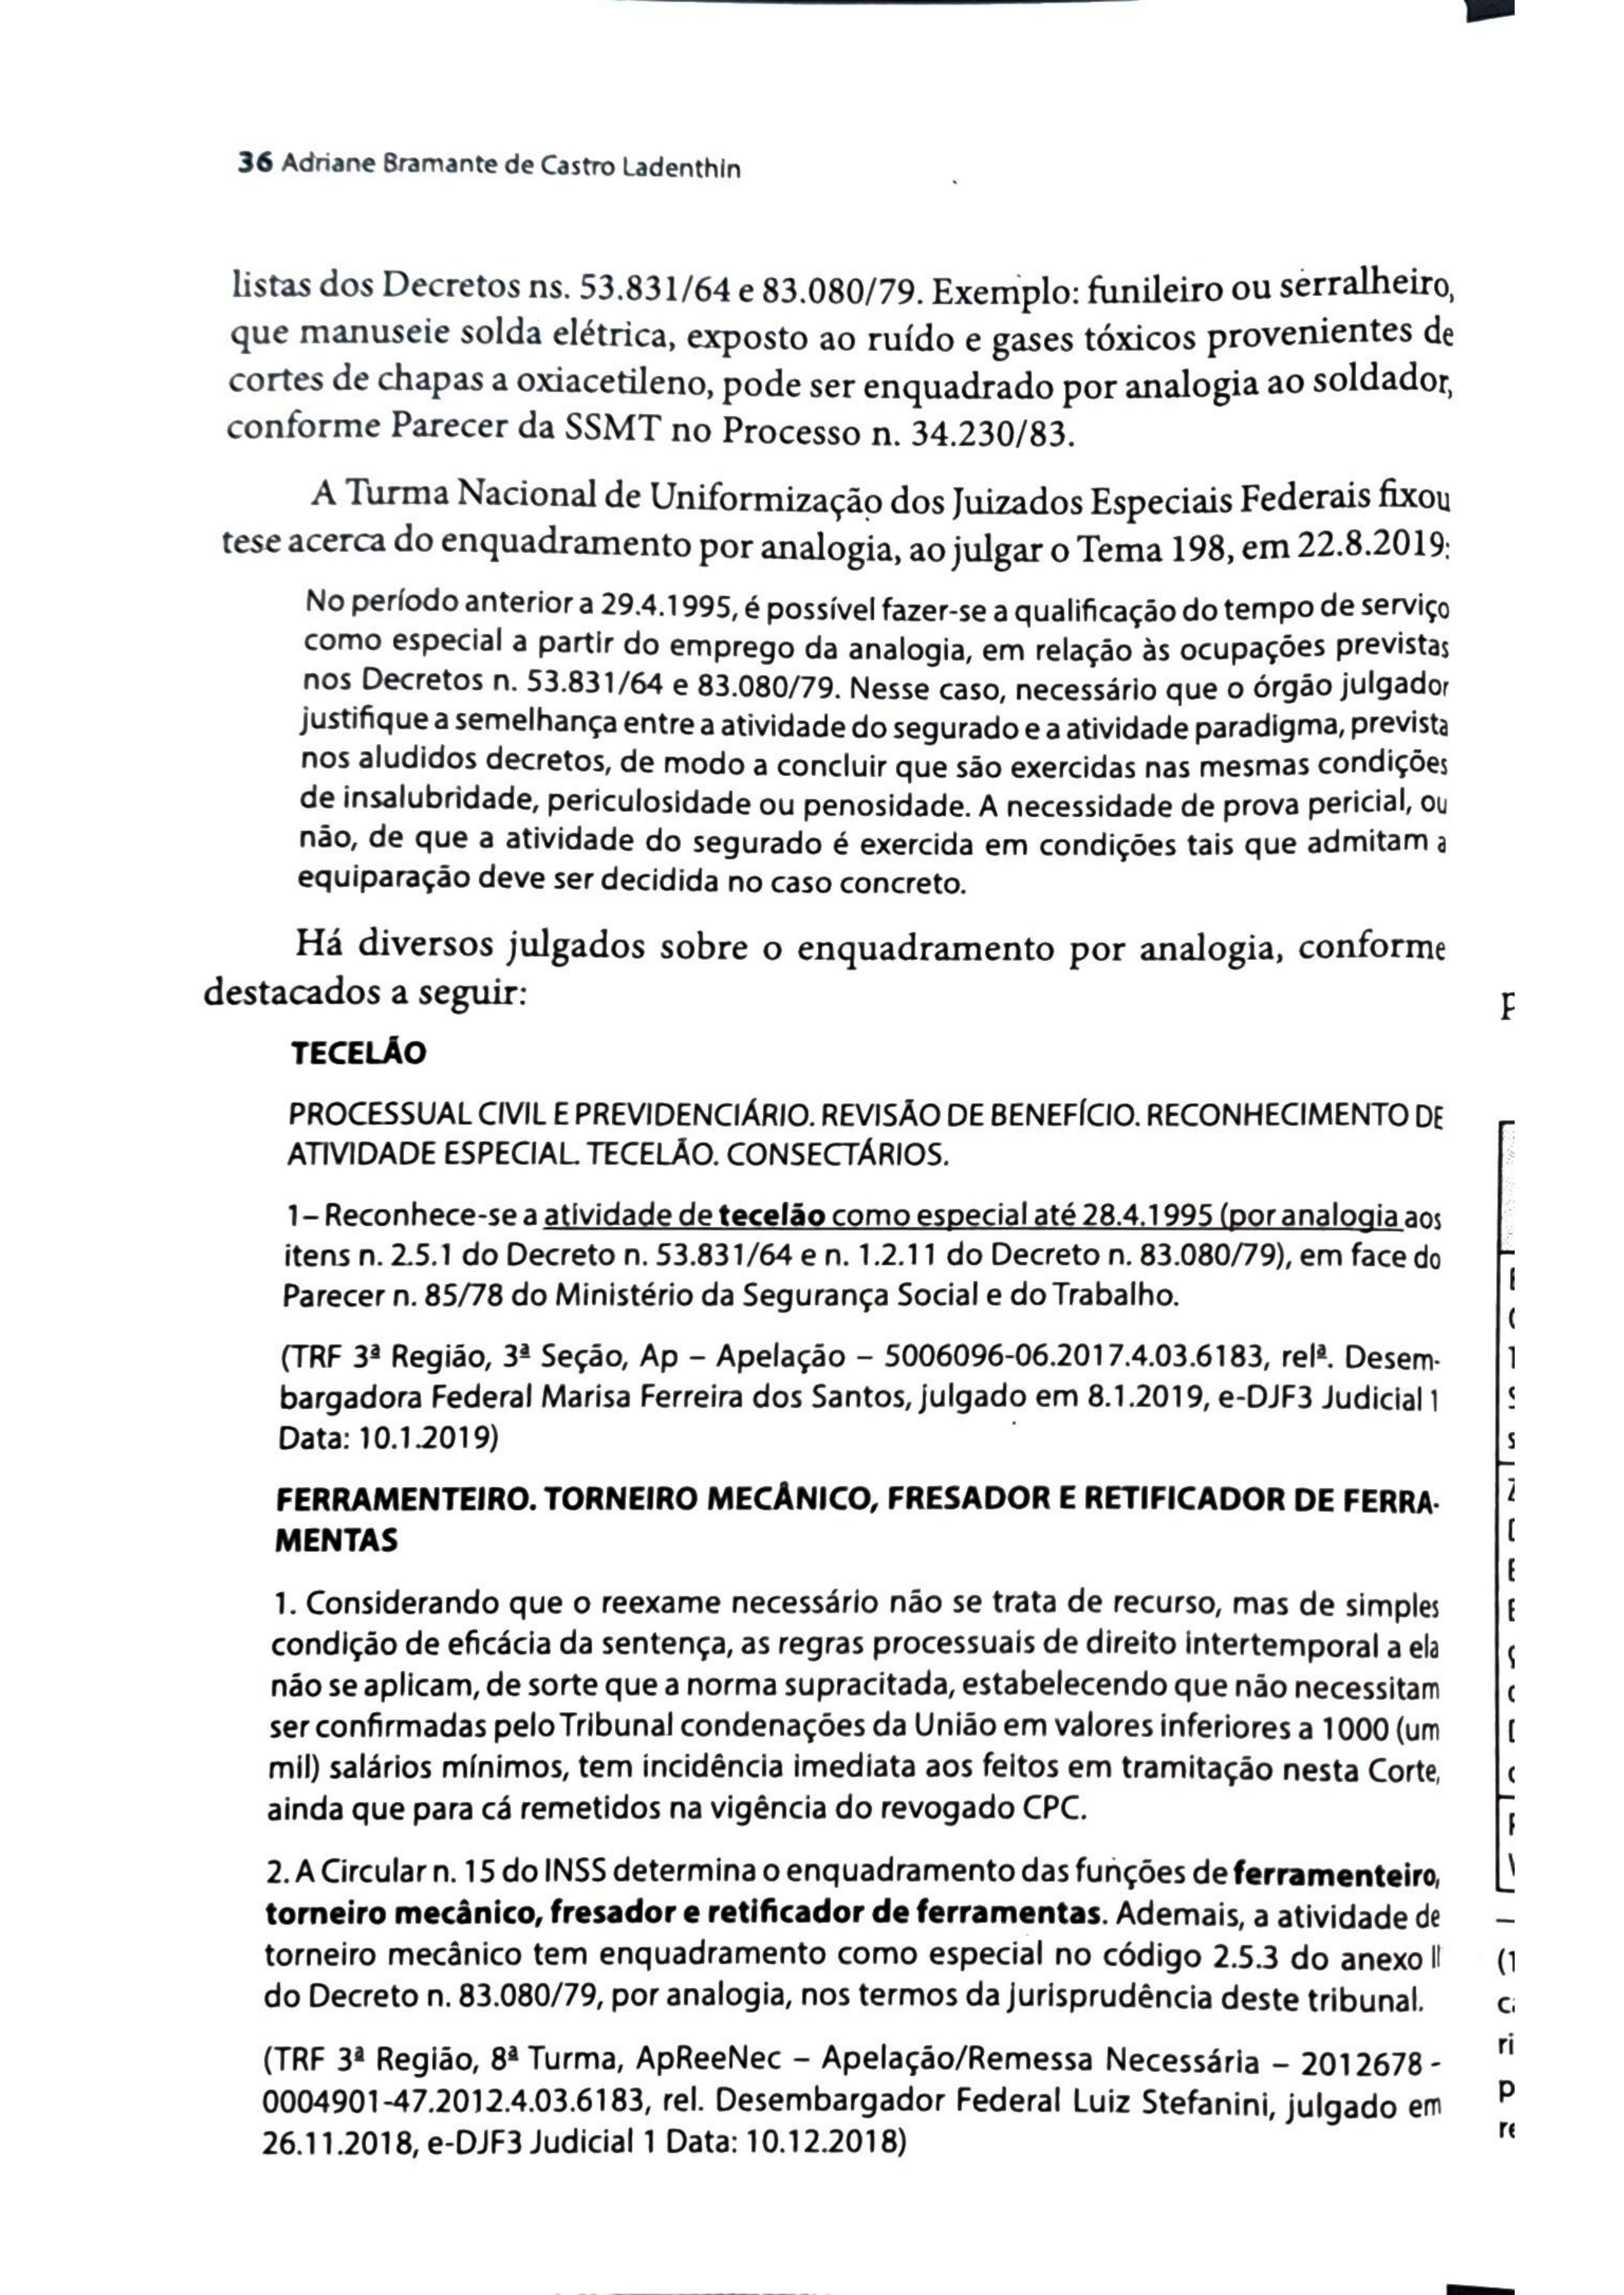 36 Adriane Bramante de Castro Ladenthin
listas dos Decretos ns. 53.831/64 e 83.080/79. Exemplo: funileiro ou serralheiro,
que manuseie solda elétrica, exposto ao ruído e gases tóxicos provenientes de
cortes de chapas a oxiacetileno, pode ser enquadrado por analogia ao soldador,
conforme Parecer da SSMT no Processo n. 34.230/83.
A Turma Nacional de Uniformização dos Juizados Especiais Federais fixou
tese acerca do enquadramento por analogia, ao julgar o Tema 198, em 22.8.2019:
No período anterior a 29.4.1995, é possível fazer-se a qualificação do tempo de serviço
como especial a partir do emprego da analogia, em relação às ocupações previstas
nos Decretos n. 53.831/64 e 83.080/79. Nesse caso, necessário que o órgão julgador
justifique a semelhança entre a atividade do segurado e a atividade paradigma, prevista
nos aludidos decretos, de modo a concluir que são exercidas nas mesmas condições
de insalubridade, periculosidade ou penosidade. A necessidade de prova pericial, ou
não, de que a atividade do segurado é exercida em condições tais que admitam a
equiparação deve ser decidida no caso concreto.
Há diversos julgados sobre o enquadramento por analogia, conforme
destacados a seguir:
TECELÃO
PROCESSUAL CIVIL E PREVIDENCIÁRIO. REVISÃO DE BENEFÍCIO. RECONHECIMENTO DE
ATIVIDADE ESPECIAL. TECELÃO. CONSECTÁRIOS.
1– Reconhece-se a atividade de tecelão como especial até 28.4.1995 (por analogia aos
itens n. 2.5.1 do Decreto n. 53.831/64 e n. 1.2.11 do Decreto n. 83.080/79), em face do
Parecer n. 85/78 do Ministério da Segurança Social e do Trabalho.
(TRF 3ª Região, 3ª Seção, Ap – Apelação – 5006096-06.2017.4.03.6183, relª. Desem-
bargadora Federal Marisa Ferreira dos Santos, julgado em 8.1.2019, e-DJF3 Judicial 1
Data: 10.1.2019)
FERRAMENTEIRO. TORNEIRO MECÂNICO, FRESADOR E RETIFICADOR DE FERRA-
MENTAS
1. Considerando que o reexame necessário não se trata de recurso, mas de simples
condição de eficácia da sentença, as regras processuais de direito intertemporal a ela
não se aplicam, de sorte que a norma supracitada, estabelecendo que não necessitam
ser confirmadas pelo Tribunal condenações da União em valores inferiores a 1000 (um
mil) salários mínimos, tem incidência imediata aos feitos em tramitação nesta Corte,
ainda que para cá remetidos na vigência do revogado CPC.
2. A Circular n. 15 do INSS determina o enquadramento das funções de ferramenteiro,
torneiro mecânico, fresador e retificador de ferramentas. Ademais, a atividade de
torneiro mecânico tem enquadramento como especial no código 2.5.3 do anexo II
do Decreto n. 83.080/79, por analogia, nos termos da jurisprudência deste tribunal.
(TRF 3ª Região, 8ª Turma, ApReeNec – Apelação/Remessa Necessária – 2012678 -
0004901-47.2012.4.03.6183, rel. Desembargador Federal Luiz Stefanini, julgado em
26.11.2018, e-DJF3 Judicial 1 Data: 10.12.2018)